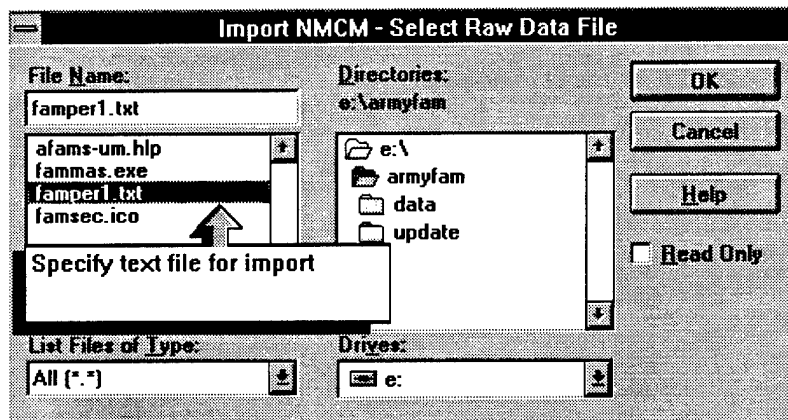 Import NMCM - Select Raw Data File
File Name:
famper1.txt
afams-um.hlp
fammas.exe
famper1.txt
famsec.ico
Specify text file for import
List Files of Type:
All (*.*)
Directories:
e:\armyfam
e:\
armyfam
data
update
Drives:
e:
OK
Cancel
Help
Read Only